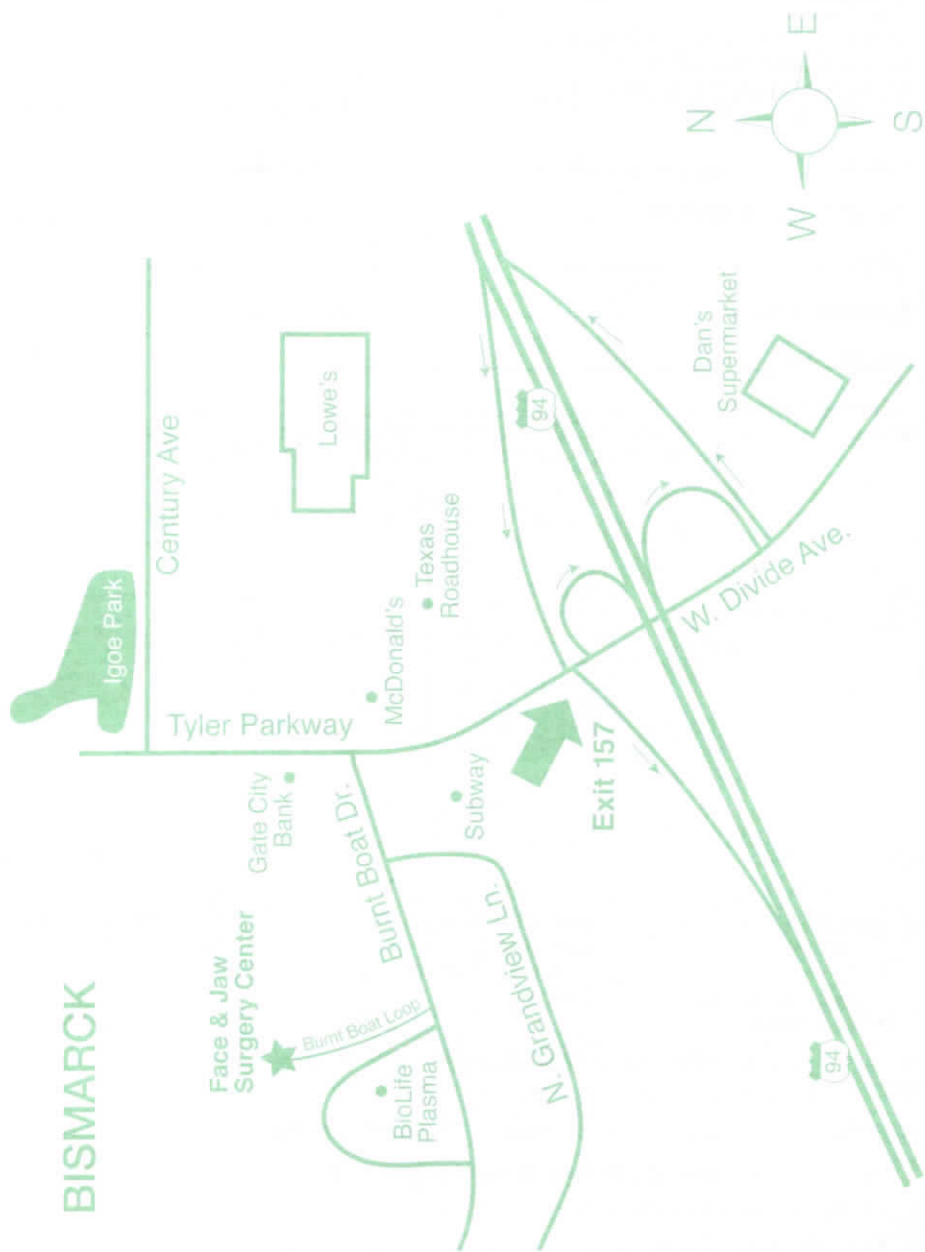 BISMARCK
Igoe Park
Century Ave
Tyler Parkway
Gate City
Bank
Face & Jaw
Surgery Center
Burnt Boat Loop
Burnt Boat Dr.
BioLife
Plasma
N. Grandview Ln.
Subway
McDonald's
Texas
Roadhouse
Lowe's
Exit 157
94
94
W. Divide Ave.
Dan's
Supermarket
N
E
S
W